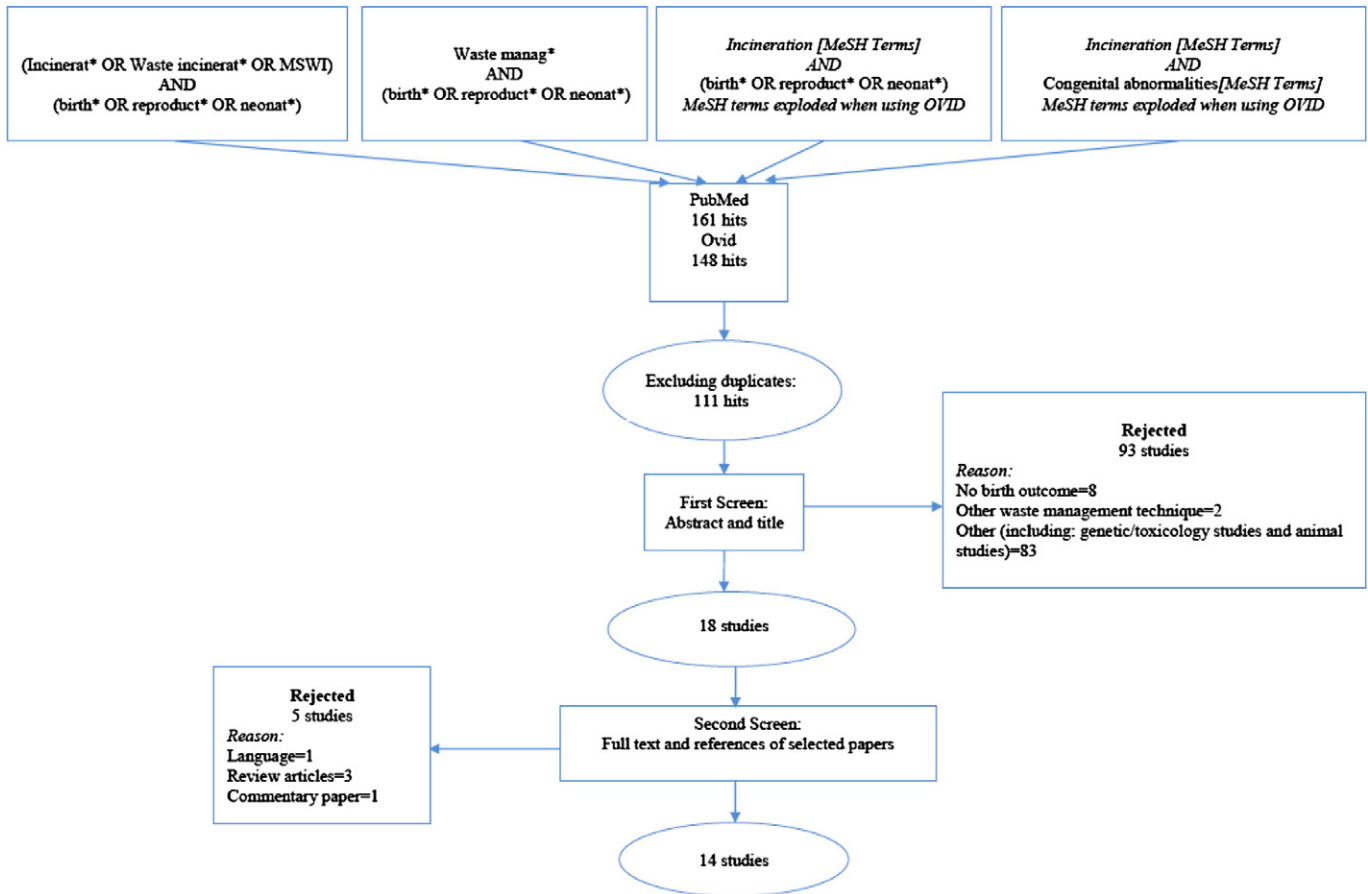 (Incinerat* OR Waste incinerat* OR MSWI)
AND
(birth* OR reproduct* OR neonat*)
Waste manag*
AND
(birth* OR reproduct* OR neonat*)
Incineration [MeSH Terms]
AND
(birth* OR reproduct* OR neonat*)
MeSH terms exploded when using OVID
Incineration [MeSH Terms]
AND
Congenital abnormalities[MeSH Terms]
MeSH terms exploded when using OVID
PubMed
161 hits
Ovid
148 hits
Excluding duplicates:
111 hits
First Screen:
Abstract and title
Rejected
93 studies
Reason:
No birth outcome=8
Other waste management technique=2
Other (including: genetic/toxicology studies and animal
studies)=83
18 studies
Second Screen:
Full text and references of selected papers
Rejected
5 studies
Reason:
Language=1
Review articles=3
Commentary paper=1
14 studies